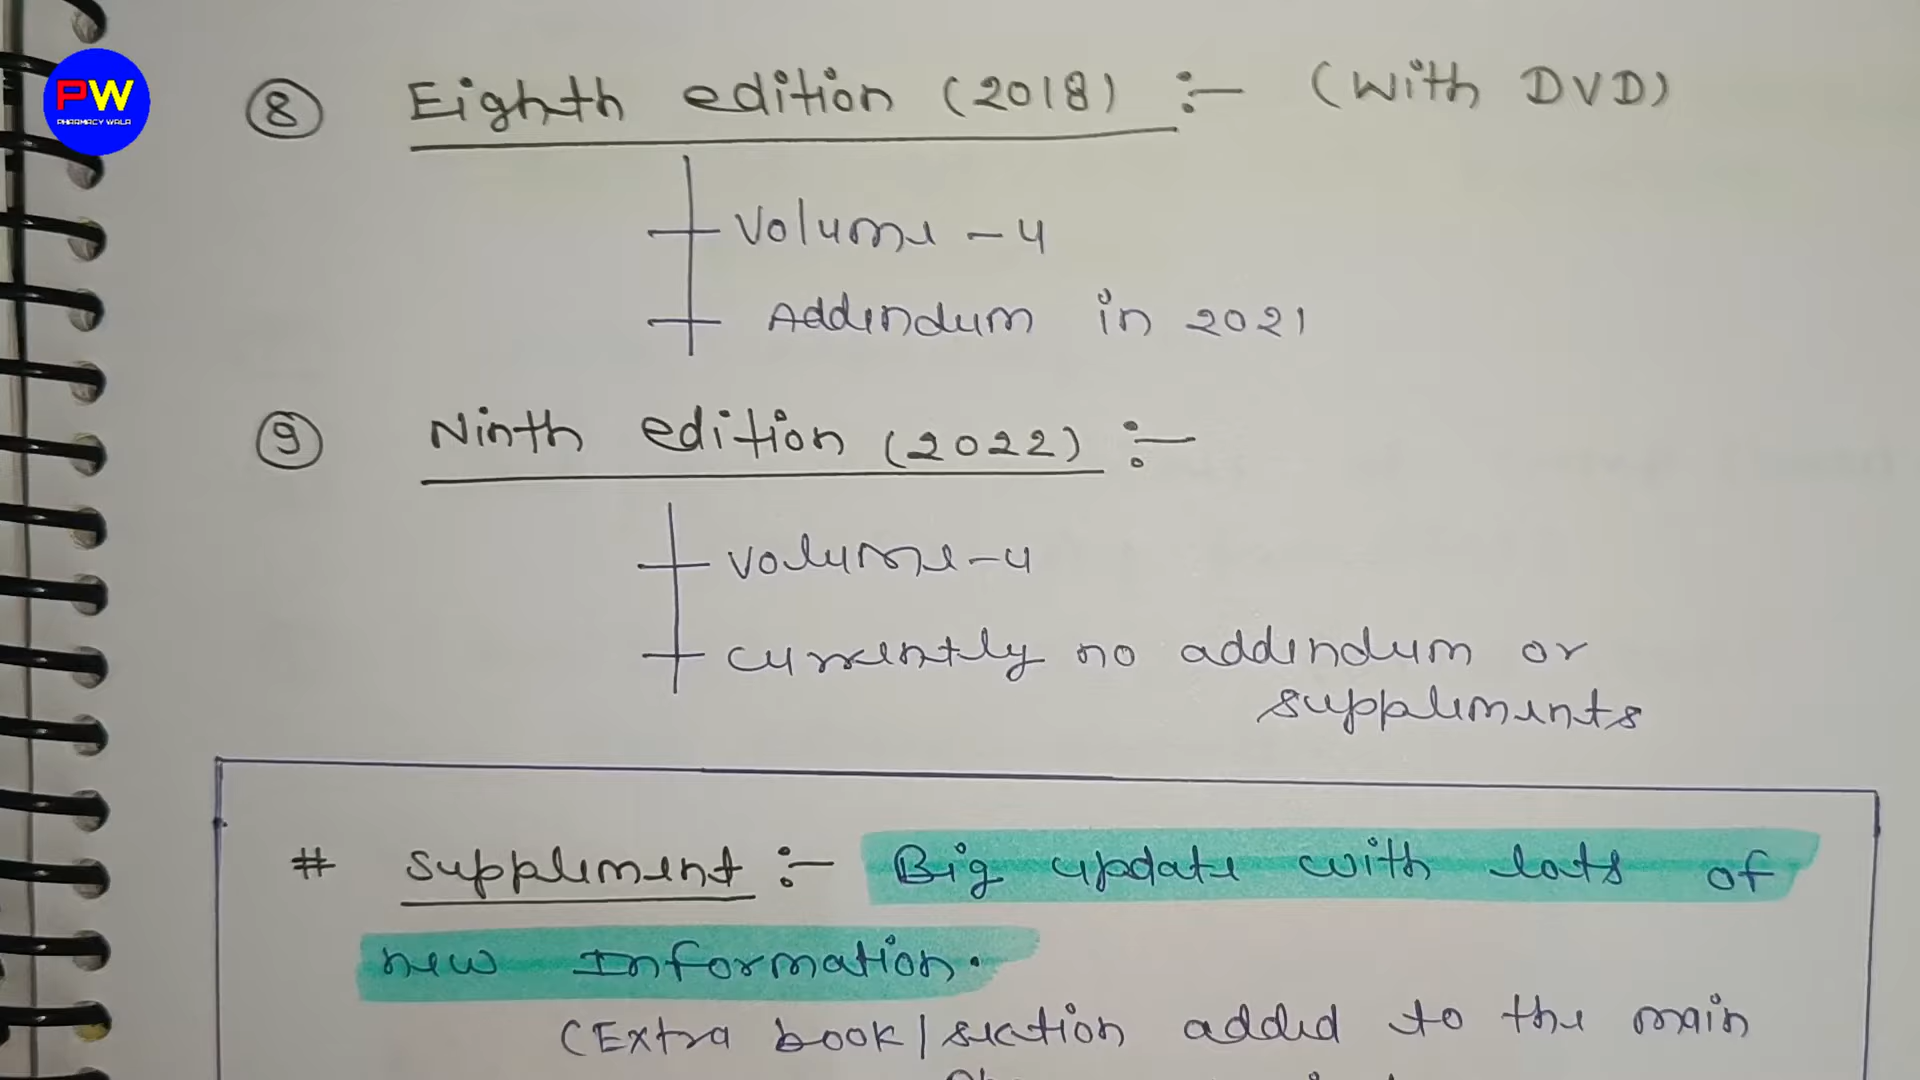 PW
PHARMACY WALA
⑧ Eighth edition (2018) :- (with DVD)
Volume - 4
Addendum in 2021
⑨ Ninth edition (2022) :-
volume-4
currently no addendum or
supplements
# supplement :- Big update with lots of
new Information.
(Extra book/section added to the main